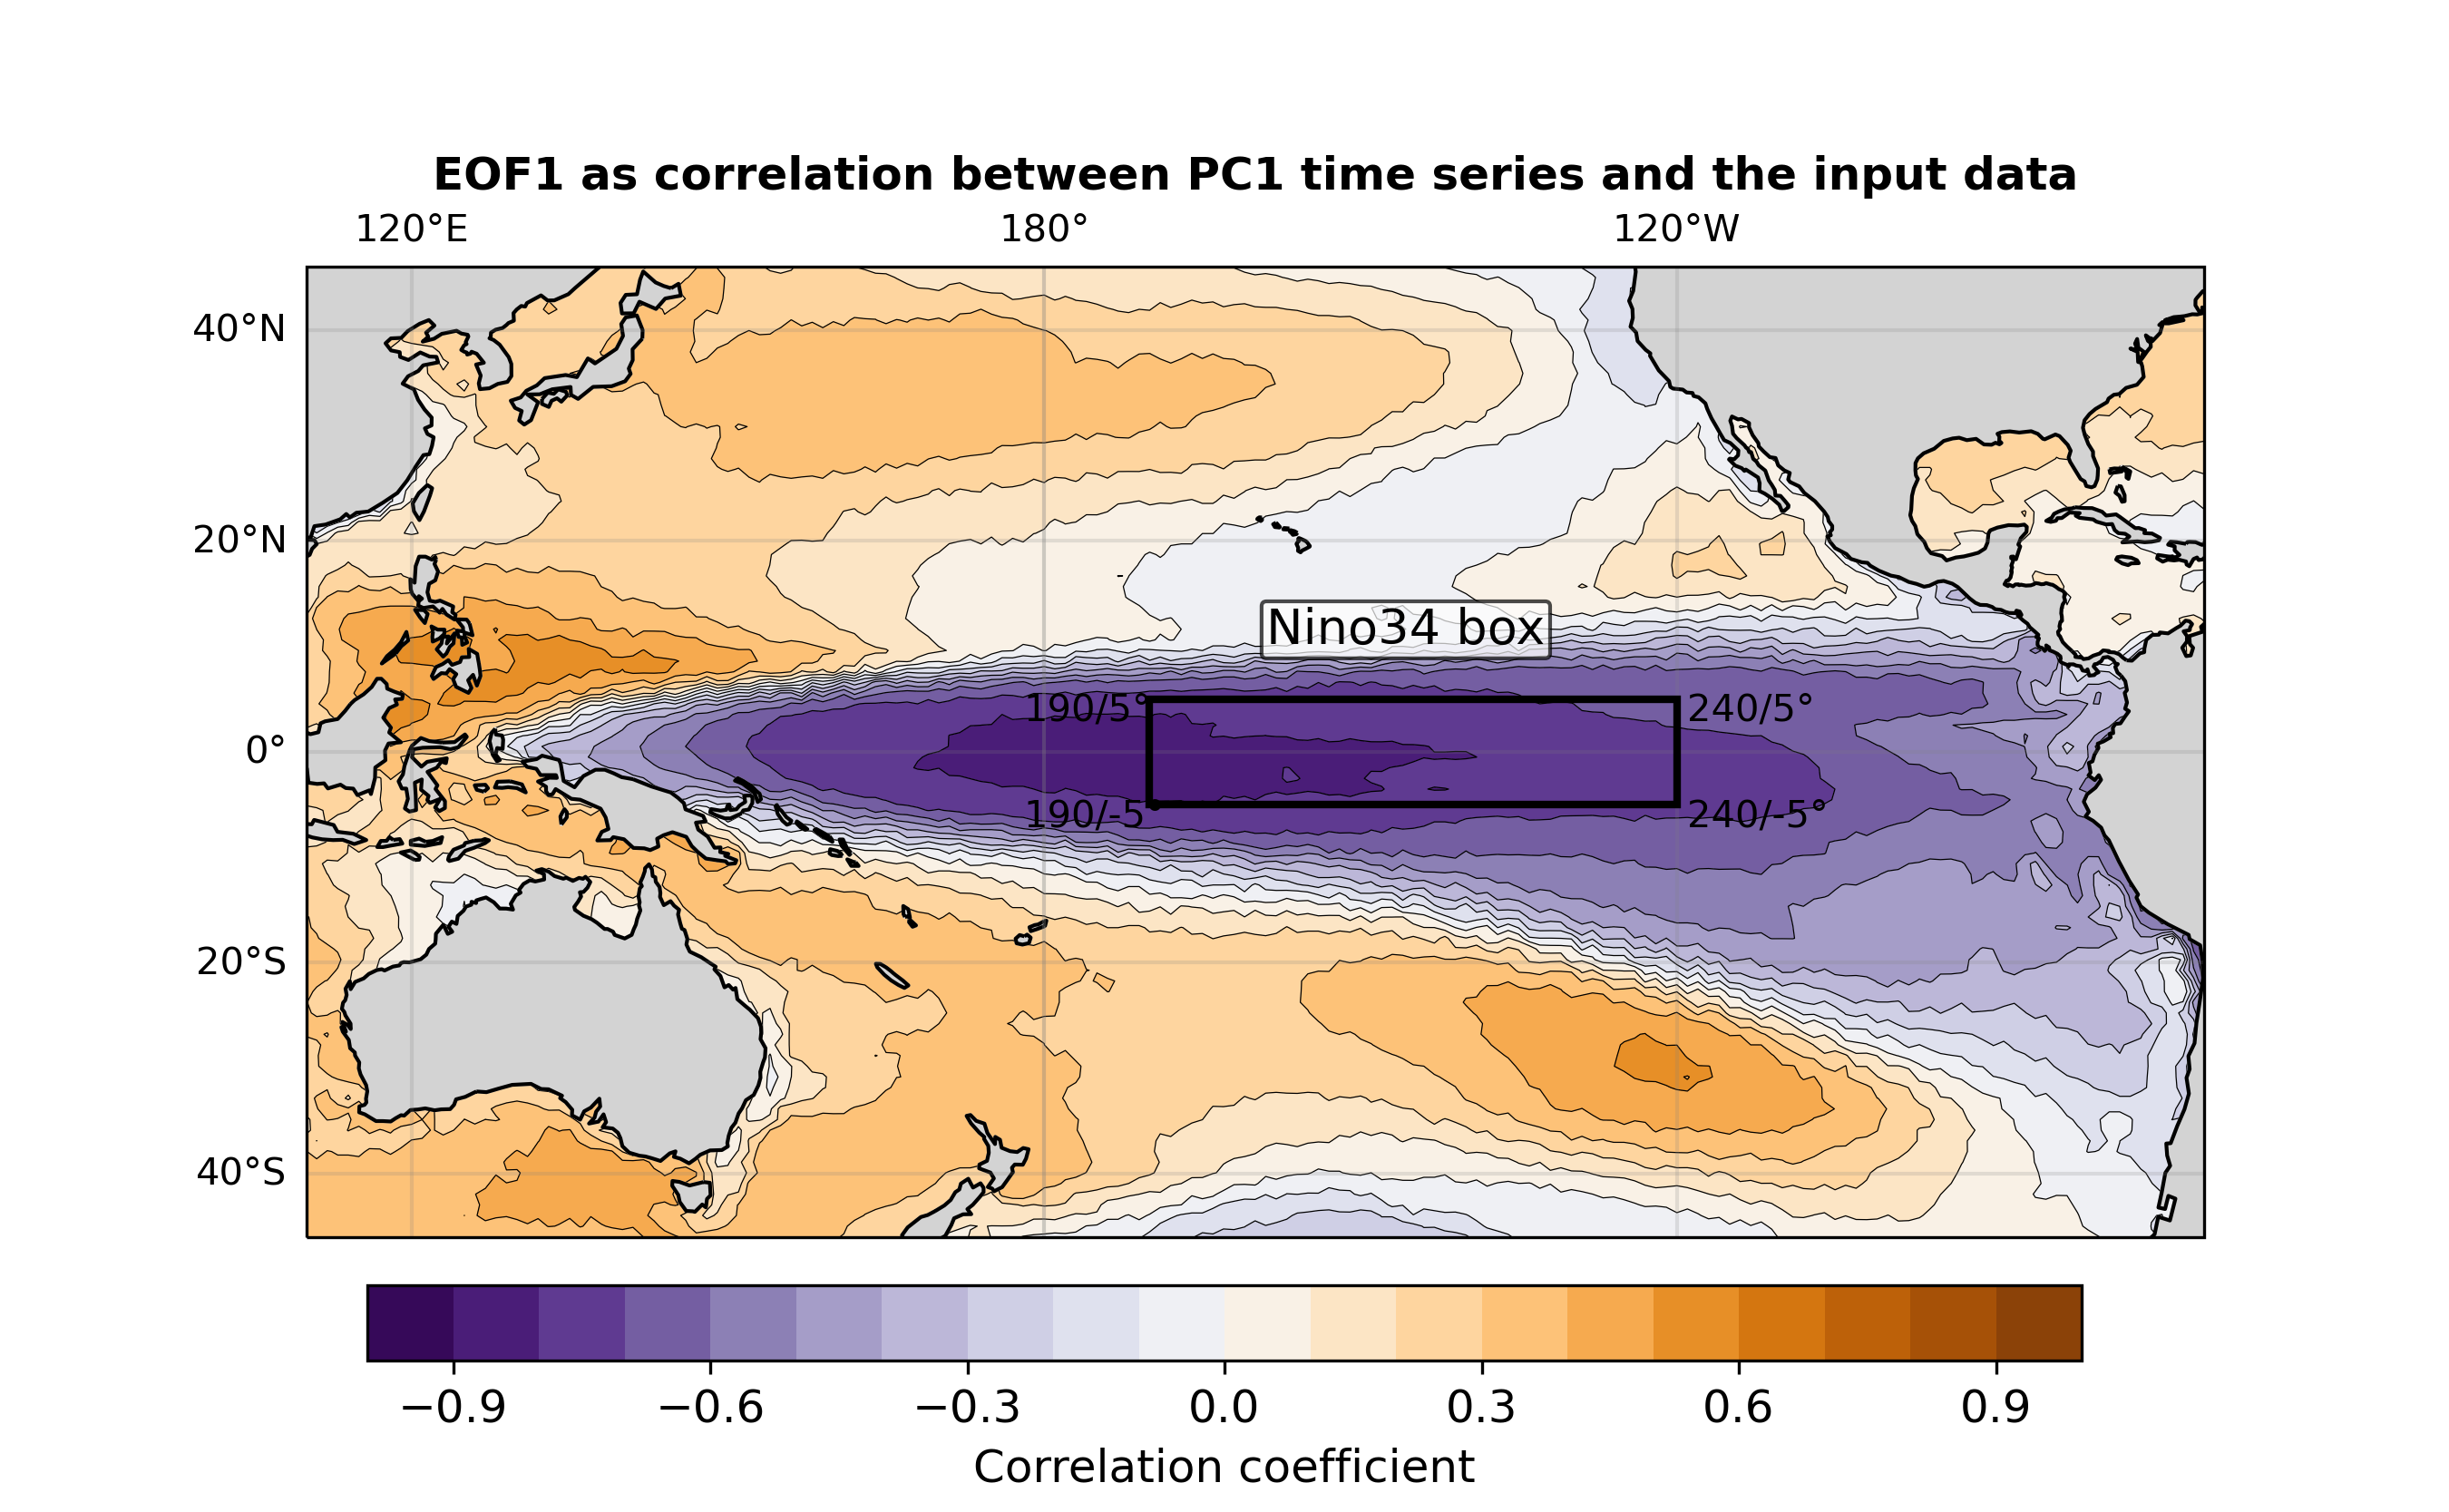 EOF1 as correlation between PC1 time series and the input data
120°E 180° 120°W
40°N
20°N
Nino34 box
190/5° 240/5°
0°
190/-5° 240/-5°
20°S
40°S
−0.9 −0.6 −0.3 0.0 0.3 0.6 0.9
Correlation coefficient